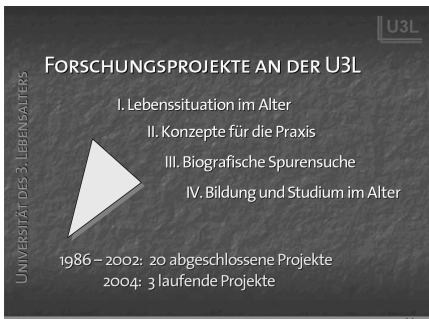 U3L
FORSCHUNGSPROJEKTE AN DER U3L
I. Lebenssituation im Alter
II. Konzepte für die Praxis
III. Biografische Spurensuche
IV. Bildung und Studium im Alter
UNIVERSITÄT DES 3. LEBENSALTERS
1986 – 2002: 20 abgeschlossene Projekte
2004: 3 laufende Projekte